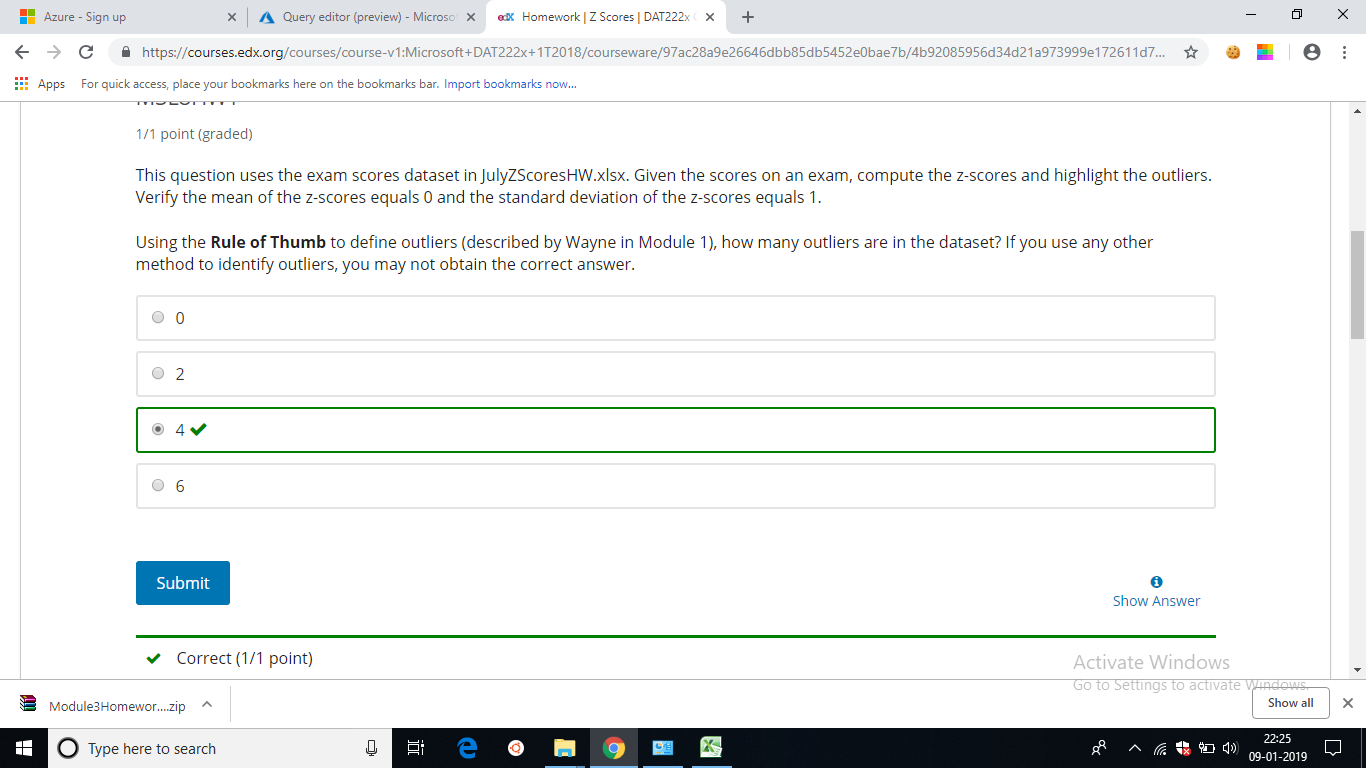 Azure - Sign up
Query editor (preview) - Microso
edX Homework | Z Scores | DAT222x
https://courses.edx.org/courses/course-v1:Microsoft+DAT222x+1T2018/courseware/97ac28a9e26646dbb85db5452e0bae7b/4b92085956d34d21a973999e172611d7...
Apps For quick access, place your bookmarks here on the bookmarks bar. Import bookmarks now...
1/1 point (graded)
This question uses the exam scores dataset in JulyZScoresHW.xlsx. Given the scores on an exam, compute the z-scores and highlight the outliers.
Verify the mean of the z-scores equals 0 and the standard deviation of the z-scores equals 1.
Using the Rule of Thumb to define outliers (described by Wayne in Module 1), how many outliers are in the dataset? If you use any other
method to identify outliers, you may not obtain the correct answer.
0
2
4
6
Submit
Show Answer
Correct (1/1 point)
Activate Windows
Go to Settings to activate Windows.
Module3Homewor....zip
Show all
Type here to search
22:25
09-01-2019